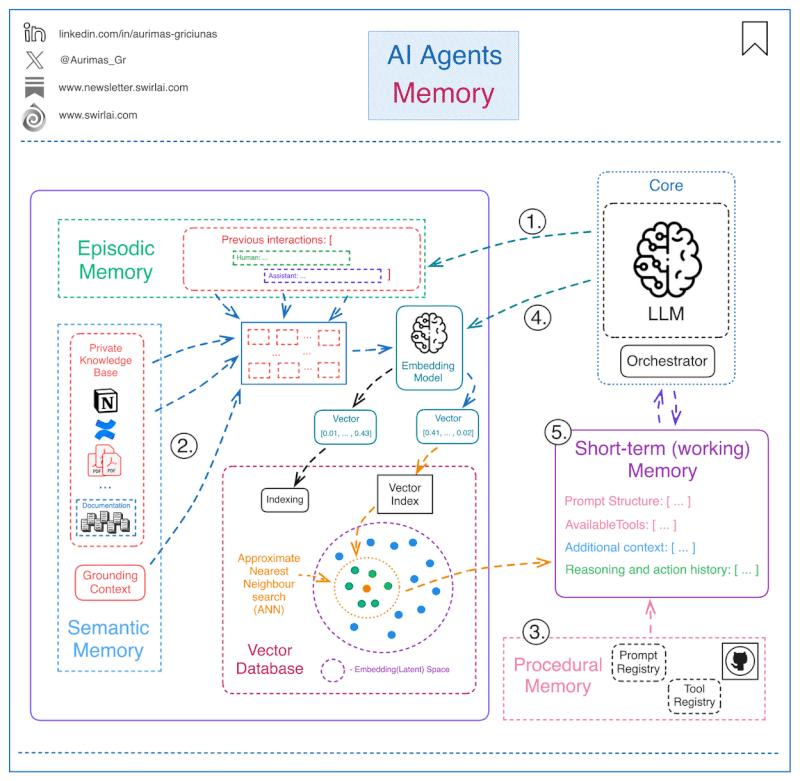 linkedin.com/in/aurimas-griciunas
@Aurimas_Gr
www.newsletter.swirlai.com
www.swirlai.com
AI Agents
Memory
Episodic
Memory
Previous interactions: [
Human: ...
Assistant: ...
]
1.
Core
LLM
Orchestrator
4.
Private
Knowledge
Base
N
PDF
PDF
...
Documentation
Grounding
Context
Semantic
Memory
2.
...
... ...
...
Embedding
Model
Vector
[0.01, ... , 0.43]
Vector
[0.41, ... , 0.02]
Indexing
Vector
Index
Approximate
Nearest
Neighbour
search
(ANN)
Vector
Database
- Embedding(Latent) Space
5.
Short-term (working)
Memory
Prompt Structure: [ ... ]
AvailableTools: [ ... ]
Additional context: [ ... ]
Reasoning and action history: [ ... ]
3.
Procedural
Memory
Prompt
Registry
Tool
Registry